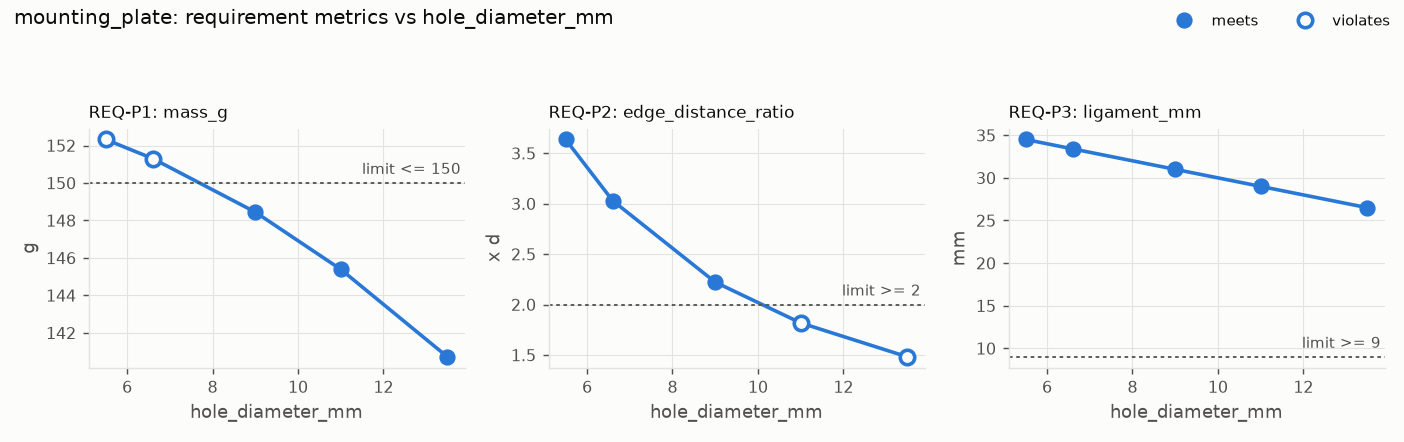 mounting_plate: requirement metrics vs hole_diameter_mm
meets
violates
REQ-P1: mass_g
152
150
148
146
144
142
g
limit <= 150
6
8
10
12
hole_diameter_mm
REQ-P2: edge_distance_ratio
3.5
3.0
2.5
2.0
1.5
x d
limit >= 2
6
8
10
12
hole_diameter_mm
REQ-P3: ligament_mm
35
30
25
20
15
10
mm
limit >= 9
6
8
10
12
hole_diameter_mm